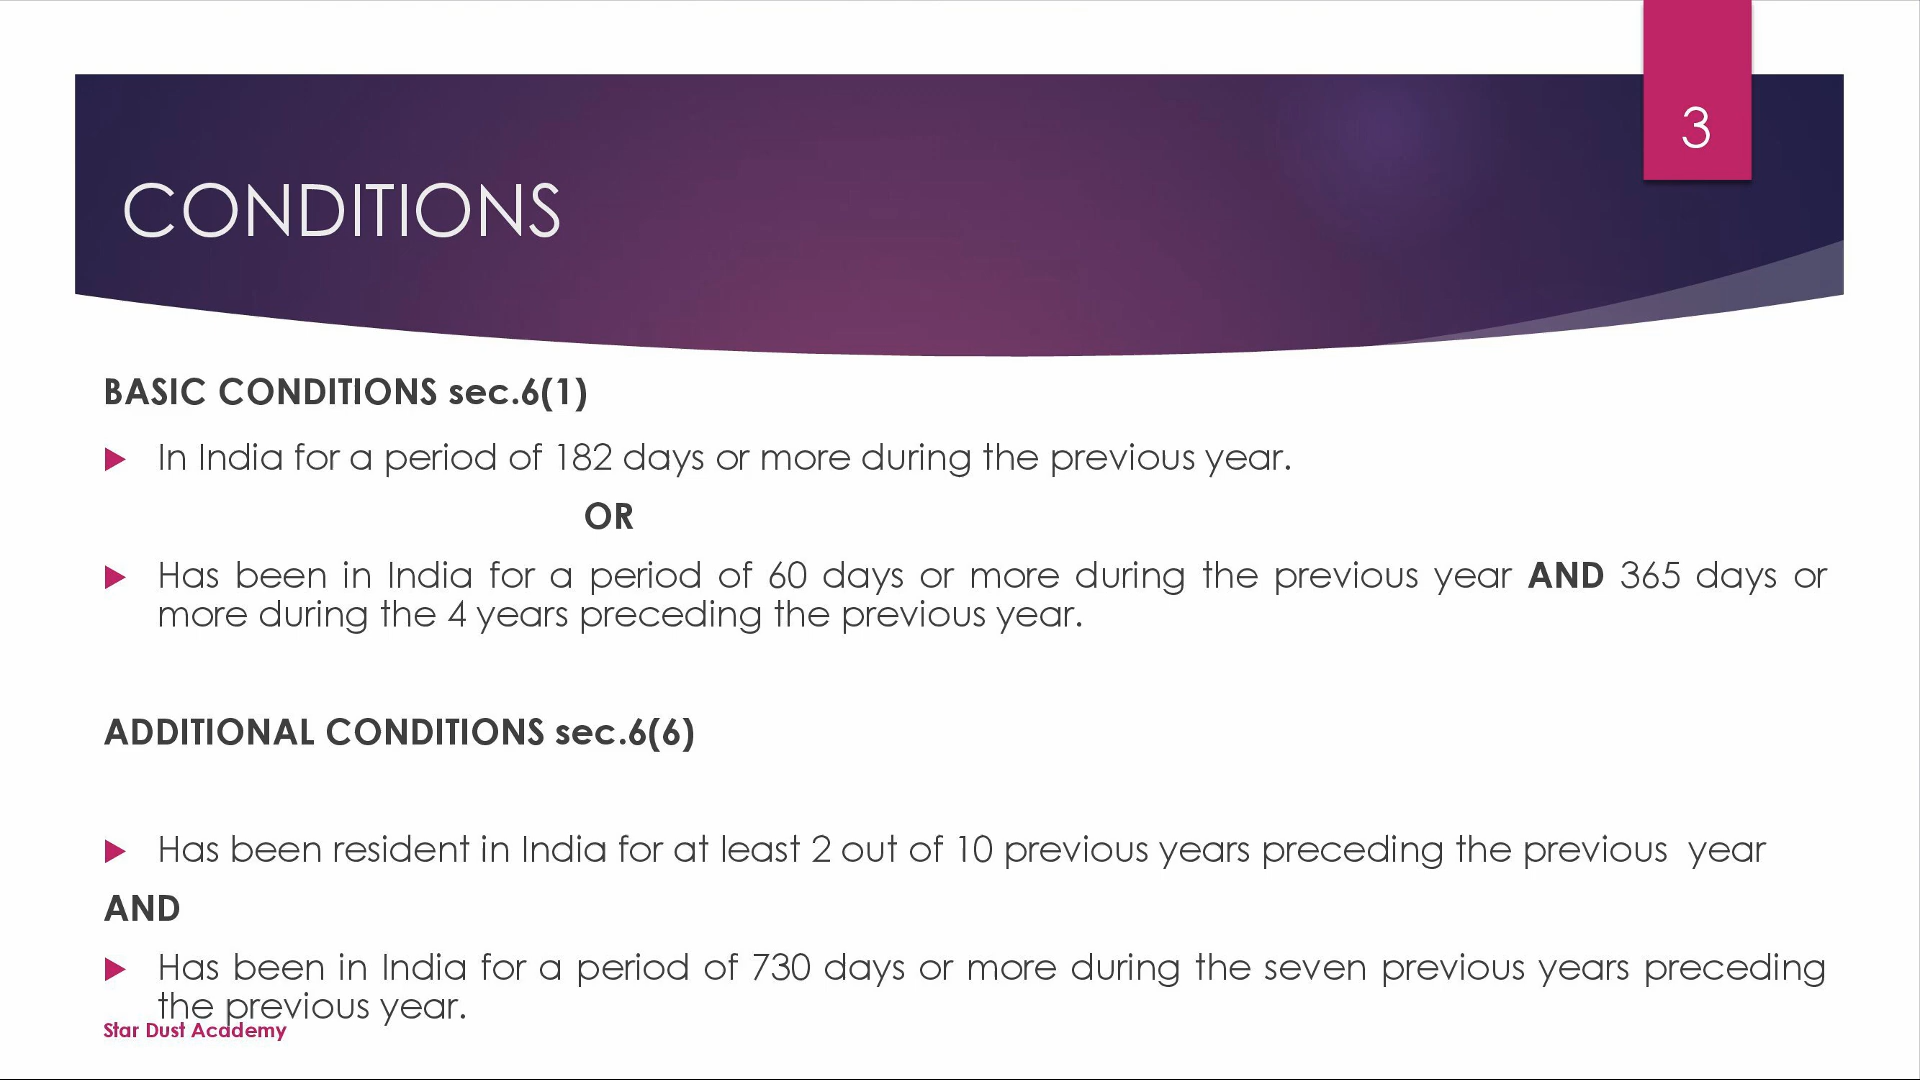 3
CONDITIONS
BASIC CONDITIONS sec.6(1)
In India for a period of 182 days or more during the previous year.
OR
Has been in India for a period of 60 days or more during the previous year AND 365 days or
more during the 4 years preceding the previous year.
ADDITIONAL CONDITIONS sec.6(6)
Has been resident in India for at least 2 out of 10 previous years preceding the previous  year
AND
Has been in India for a period of 730 days or more during the seven previous years preceding
the previous year.
Star Dust Academy